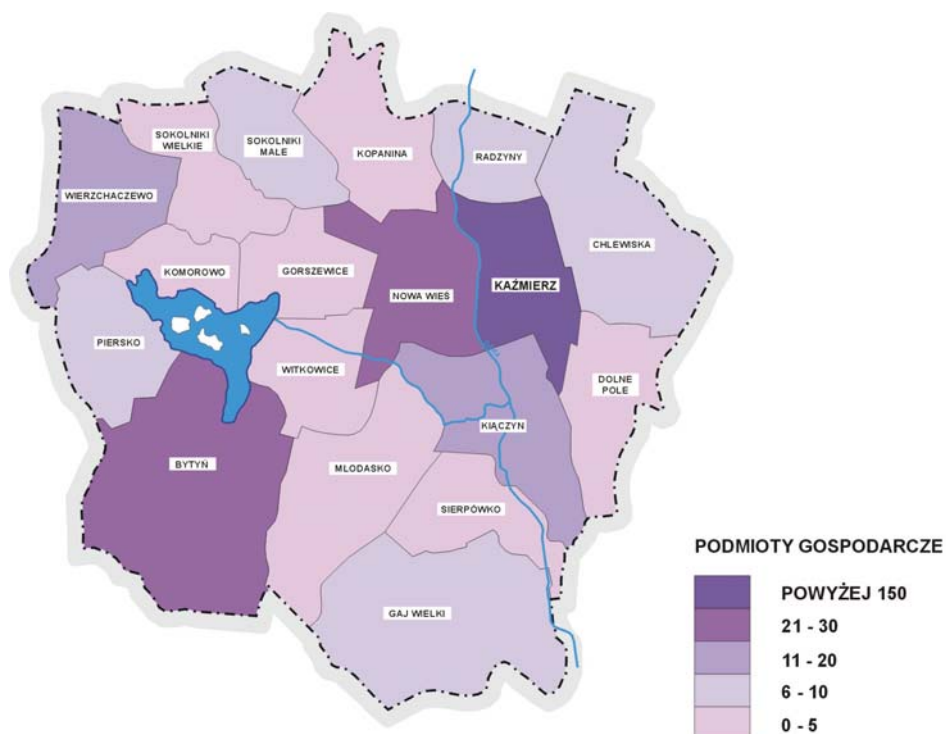 SOKOLNIKI
WIELKIE
SOKOLNIKI
MAŁE
KOPANINA
RADZYNY
WIERZCHACZEWO
CHLEWISKA
KOMOROWO
GORSZEWICE
NOWA WIEŚ
KAŹMIERZ
PIERSKO
WITKOWICE
DOLNE
POLE
KIĄCZYN
BYTYŃ
MŁODASKO
SIERPÓWKO
GAJ WIELKI
PODMIOTY GOSPODARCZE
POWYŻEJ 150
21 - 30
11 - 20
6 - 10
0 - 5